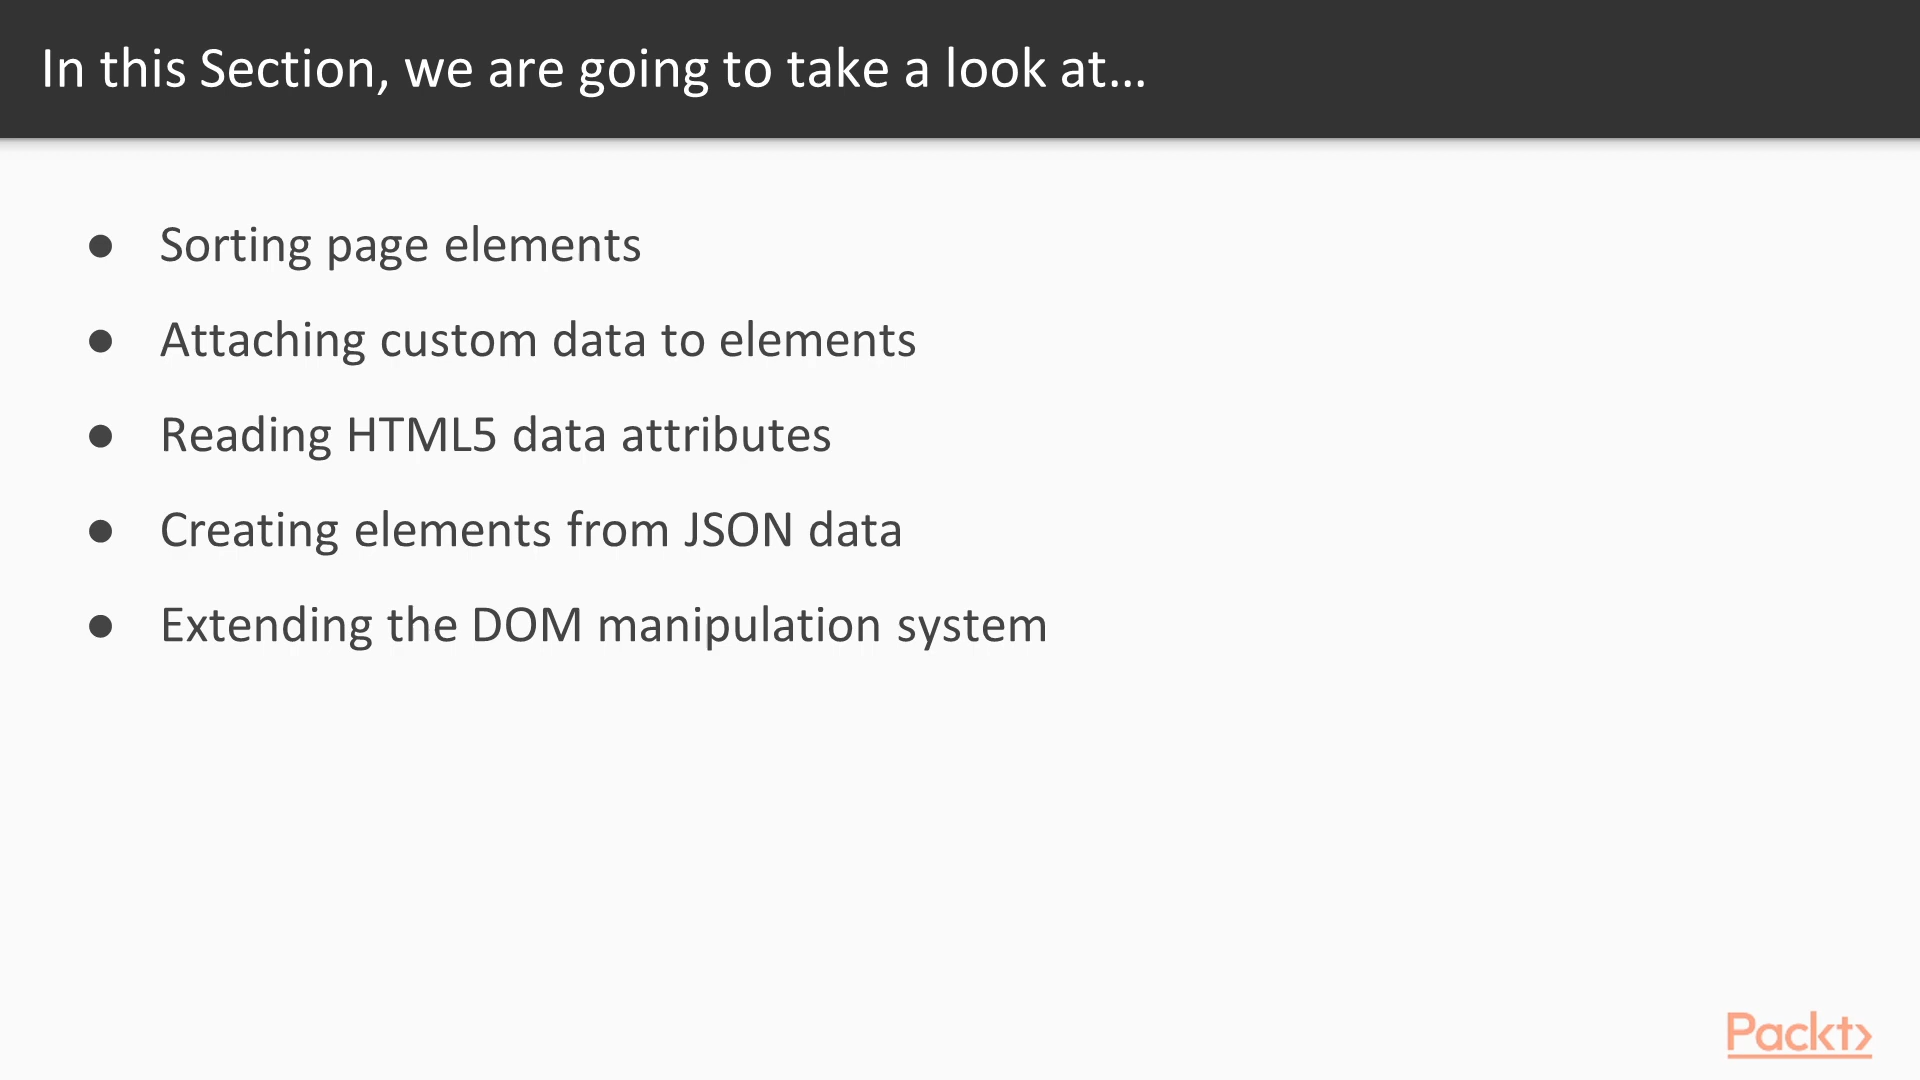 In this Section, we are going to take a look at…
● Sorting page elements
● Attaching custom data to elements
● Reading HTML5 data attributes
● Creating elements from JSON data
● Extending the DOM manipulation system
Packt>